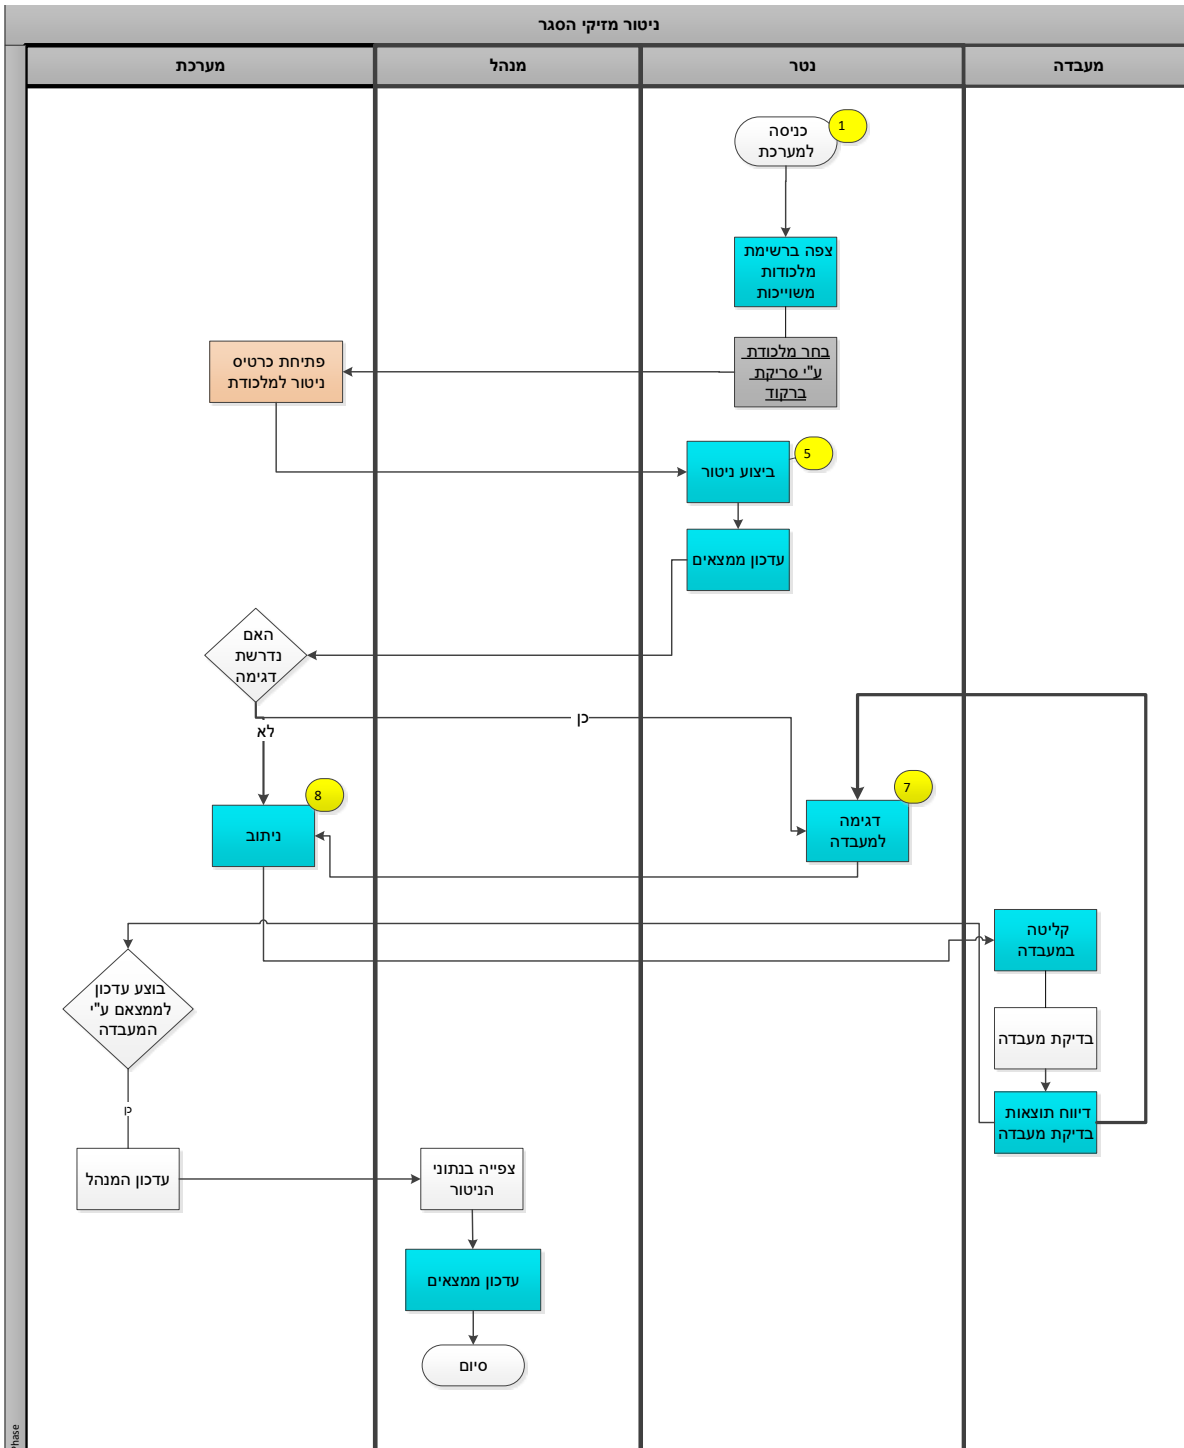 ניטור מזיקי הסגר
מעבדה
נטר
מנהל
מערכת
1
כניסה
למערכת
צפה ברשימת
מלכודות
משוייכות
בחר מלכודת
ע"י סריקת
ברקוד
פתיחת כרטיס
ניטור למלכודת
5
ביצוע ניטור
עדכון ממצאים
האם
נדרשת
דגימה
כן
לא
7
דגימה
למעבדה
8
ניתוב
קליטה
במעבדה
בוצע עדכון
לממצאם ע"י
המעבדה
בדיקת מעבדה
דיווח תוצאות
בדיקת מעבדה
כן
עדכון המנהל
צפייה בנתוני
הניטור
עדכון ממצאים
סיום
Phase